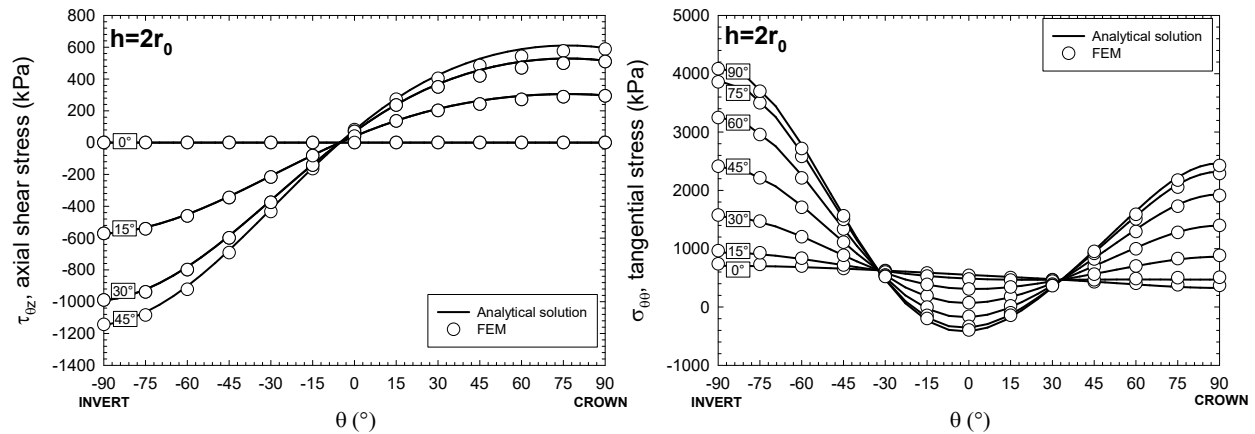 h=2r0
τθz, axial shear stress (kPa)
800
600
400
200
0
-200
-400
-600
-800
-1000
-1200
-1400
0°
15°
30°
45°
Analytical solution
FEM
-90 -75 -60 -45 -30 -15 0 15 30 45 60 75 90
INVERT CROWN
θ (°)
h=2r0
σθθ, tangential stress (kPa)
5000
4000
3000
2000
1000
0
-1000
Analytical solution
FEM
90°
75°
60°
45°
30°
15°
0°
-90 -75 -60 -45 -30 -15 0 15 30 45 60 75 90
INVERT CROWN
θ (°)